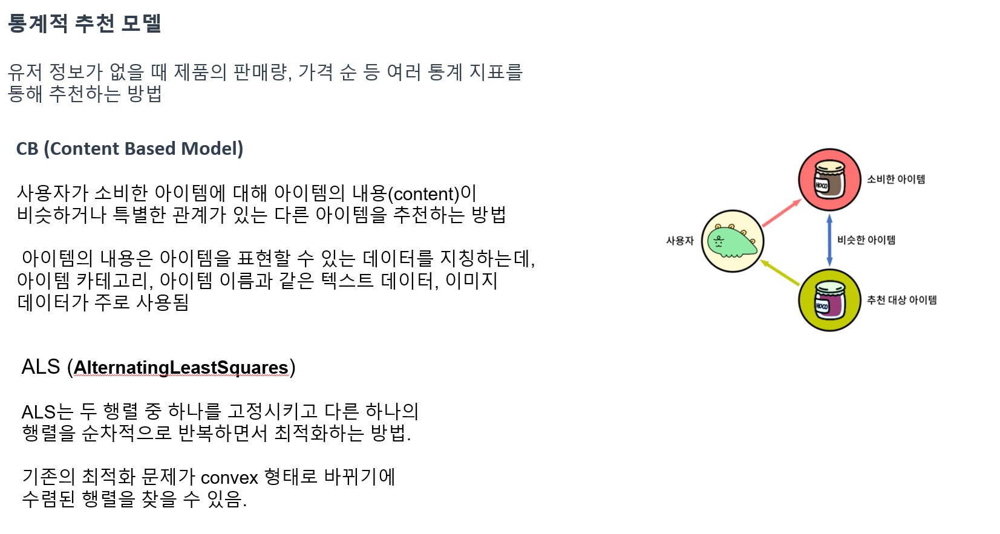 통계적 추천 모델
유저 정보가 없을 때 제품의 판매량, 가격 순 등 여러 통계 지표를
통해 추천하는 방법
CB (Content Based Model)
사용자가 소비한 아이템에 대해 아이템의 내용(content)이
비슷하거나 특별한 관계가 있는 다른 아이템을 추천하는 방법
아이템의 내용은 아이템을 표현할 수 있는 데이터를 지칭하는데,
아이템 카테고리, 아이템 이름과 같은 텍스트 데이터, 이미지
데이터가 주로 사용됨
HOCO
소비한 아이템
사용자
비슷한 아이템
HOCO
추천 대상 아이템
ALS (AlternatingLeastSquares)
ALS는 두 행렬 중 하나를 고정시키고 다른 하나의
행렬을 순차적으로 반복하면서 최적화하는 방법.
기존의 최적화 문제가 convex 형태로 바뀌기에
수렴된 행렬을 찾을 수 있음.